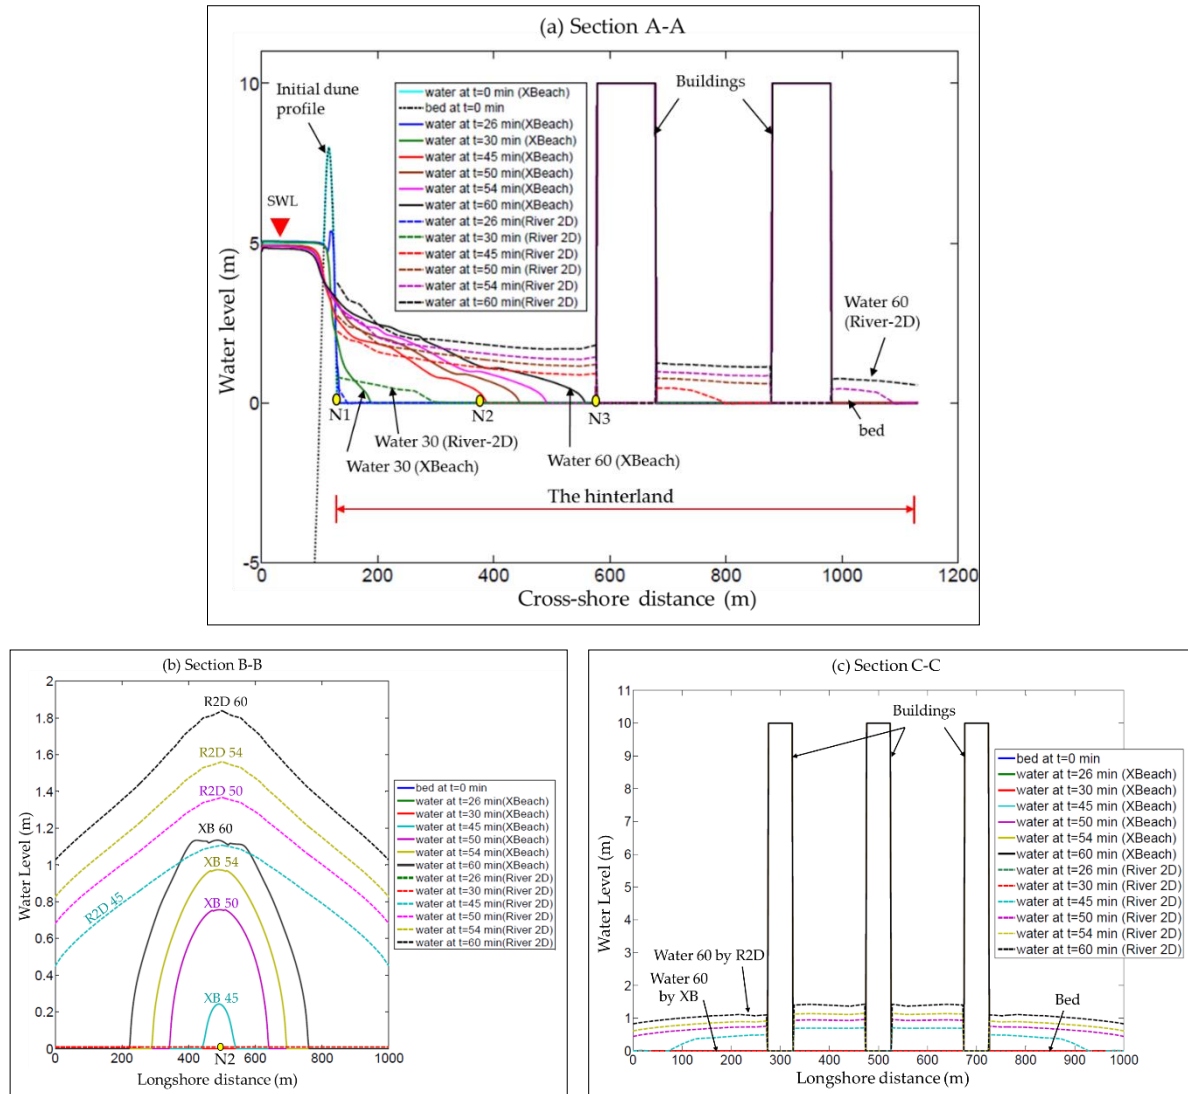 (a) Section A-A
10
5
0
-5
Water level (m)
Initial dune
profile
SWL
water at t=0 min (XBeach)
bed at t=0 min
water at t=26 min(XBeach)
water at t=30 min (XBeach)
water at t=45 min (XBeach)
water at t=50 min (XBeach)
water at t=54 min (XBeach)
water at t=60 min(XBeach)
water at t=26 min(River 2D)
water at t=30 min (River 2D)
water at t=45 min(River 2D)
water at t=50 min (River 2D)
water at t=54 min(River 2D)
water at t=60 min(River 2D)
Buildings
Water 60
(River-2D)
N1
N2
N3
bed
Water 30 (River-2D)
Water 30 (XBeach)
Water 60 (XBeach)
The hinterland
0
200
400
600
800
1000
1200
Cross-shore distance (m)
(b) Section B-B
2
1.8
1.6
1.4
1.2
1
0.8
0.6
0.4
0.2
0
Water Level (m)
R2D 60
R2D 54
R2D 50
XB 60
XB 54
R2D 45
XB 50
XB 45
N2
0
200
400
600
800
1000
Longshore distance (m)
bed at t=0 min
water at t=26 min(XBeach)
water at t=30 min(XBeach)
water at t=45 min(XBeach)
water at t=50 min(XBeach)
water at t=54 min(XBeach)
water at t=60 min(XBeach)
water at t=26 min(River 2D)
water at t=30 min(River 2D)
water at t=45 min(River 2D)
water at t=50 min(River 2D)
water at t=54 min(River 2D)
water at t=60 min(River 2D)
(c) Section C-C
11
10
9
8
7
6
5
4
3
2
1
0
Water Level (m)
Buildings
Water 60 by R2D
Water 60
by XB
Bed
bed at t=0 min
water at t=26 min (XBeach)
water at t=30 min (XBeach)
water at t=45 min (XBeach)
water at t=50 min (XBeach)
water at t=54 min (XBeach)
water at t=60 min (XBeach)
water at t=26 min (River 2D)
water at t=30 min (River 2D)
water at t=45 min (River 2D)
water at t=50 min (River 2D)
water at t=54 min (River 2D)
water at t=60 min (River 2D)
0
100
200
300
400
500
600
700
800
900
1000
Longshore distance (m)